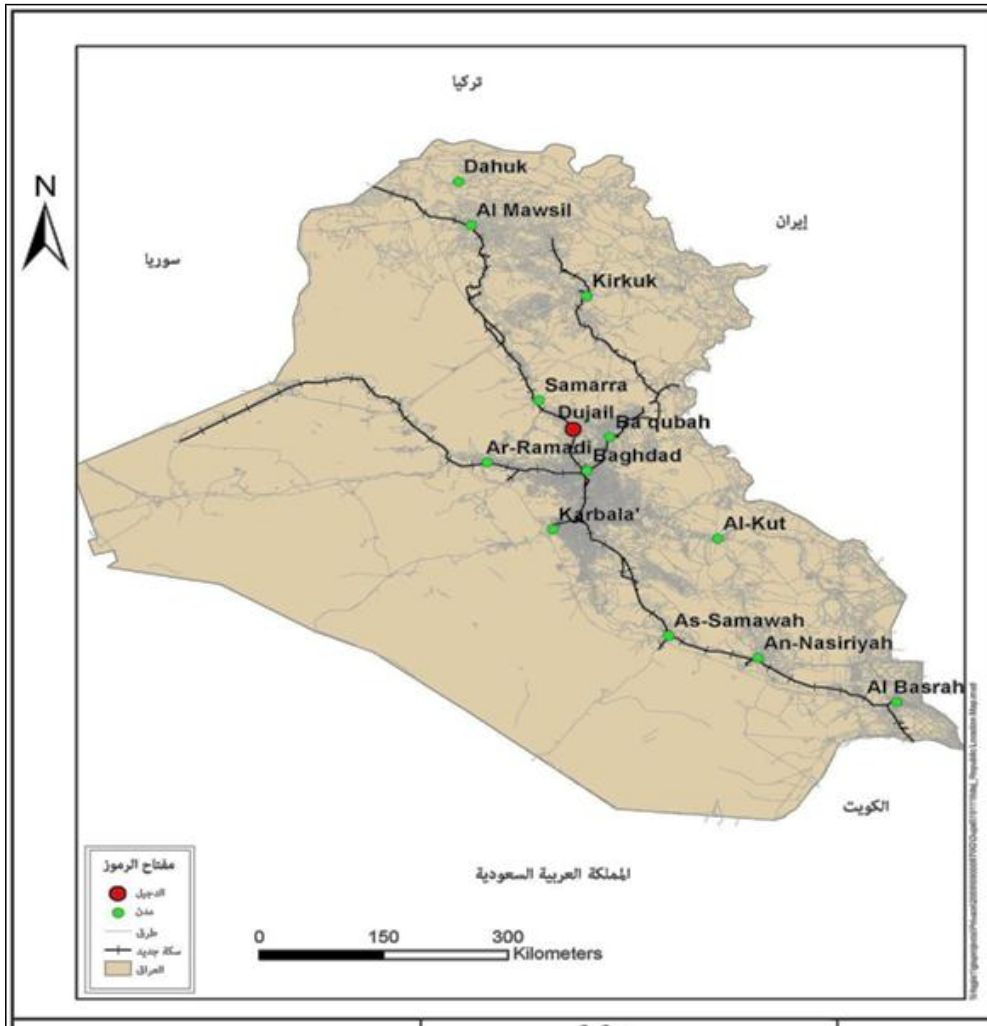 تركيا
Dahuk
N
Al Mawsil
إيران
سوريا
Kirkuk
Samarra
Dujail
Ba'qubah
Ar-Ramadi
Baghdad
Karbala'
Al-Kut
As-Samawah
An-Nasiriyah
Al Basrah
الكويت
المملكة العربية السعودية
مفتاح الرموز
الدجيل
مدن
طرق
سكة جديد
العراق
0 150 300
Kilometers